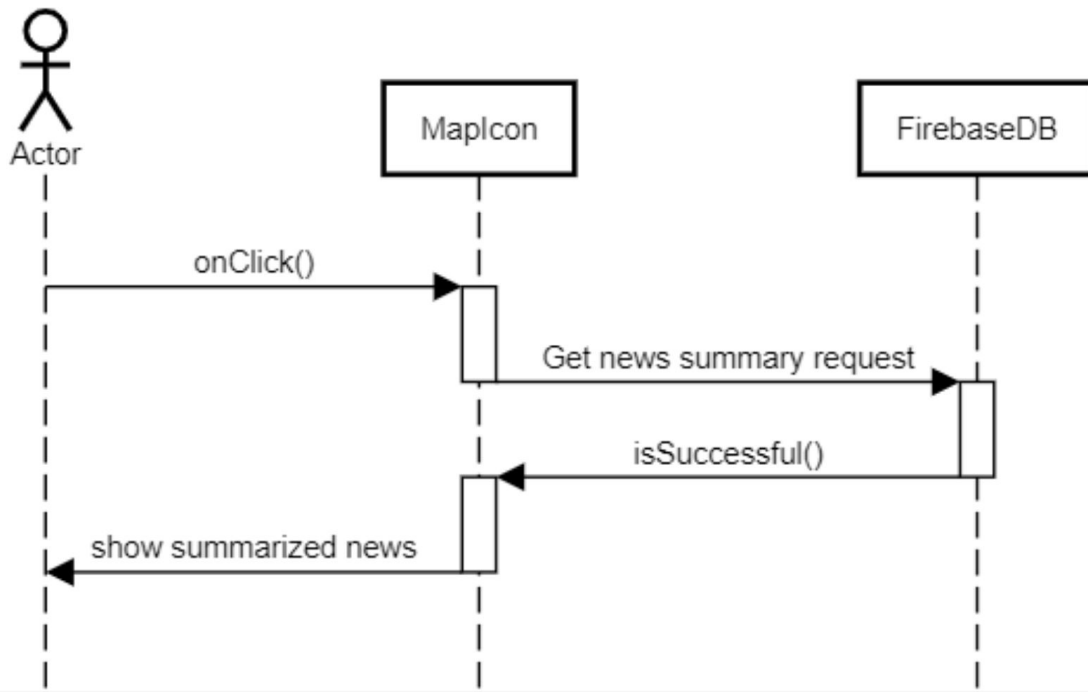 Actor
MapIcon
FirebaseDB
onClick()
Get news summary request
isSuccessful()
show summarized news